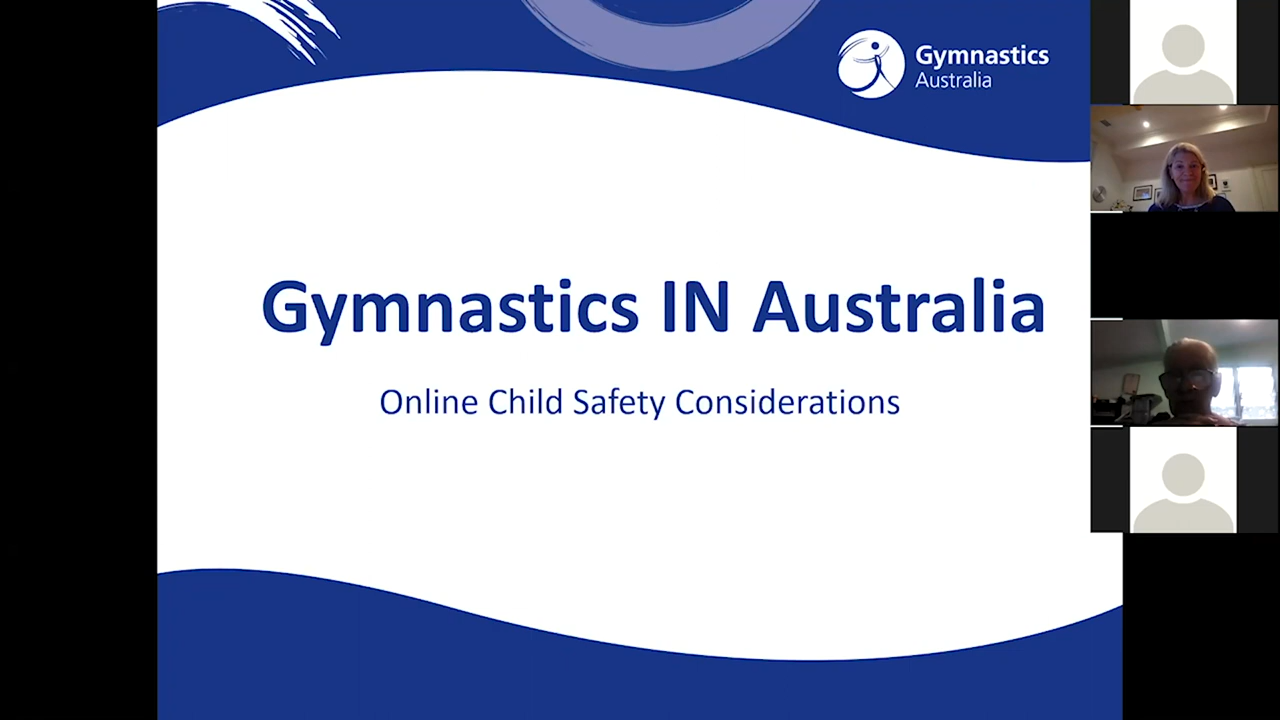 Gymnastics
Australia
Gymnastics IN Australia
Online Child Safety Considerations